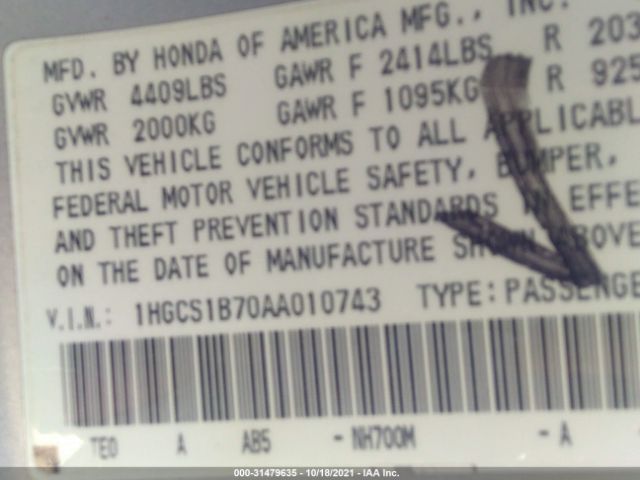 MFD. BY HONDA OF AMERICA MFG., INC.
GVWR 4409LBS GAWR F 2414LBS R 203
GVWR 2000KG GAWR F 1095KG R 925
THIS VEHICLE CONFORMS TO ALL APPLICABL
FEDERAL MOTOR VEHICLE SAFETY, BUMPER,
AND THEFT PREVENTION STANDARDS IN EFFE
ON THE DATE OF MANUFACTURE SHOWN ABOVE
V.I.N.: 1HGCS1B70AA010743 TYPE: PASSENGE
TE0 A AB5 - NH700M - A
000-31479635 - 10/18/2021 - IAA Inc.